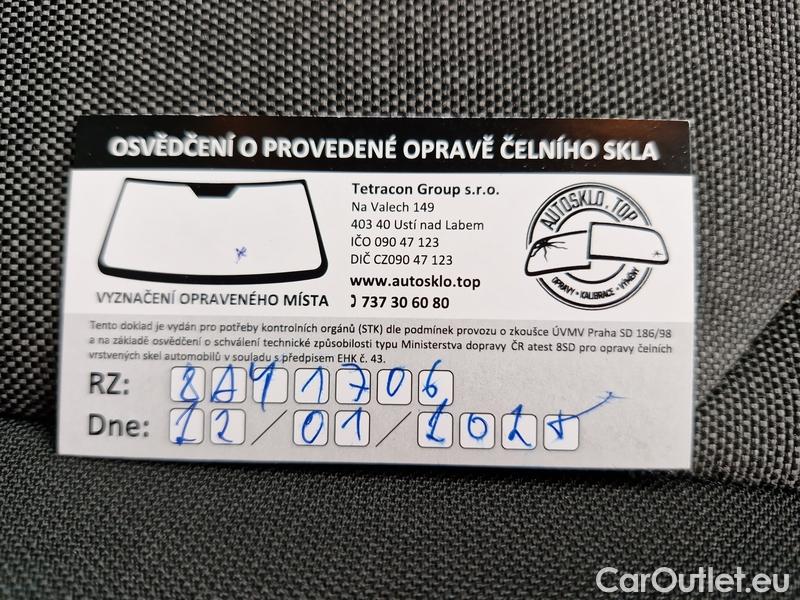 OSVĚDČENÍ O PROVEDENÉ OPRAVĚ ČELNÍHO SKLA
Tetracon Group s.r.o.
Na Valech 149
403 40 Ustí nad Labem
IČO 090 47 123
DIČ CZ090 47 123
www.autosklo.top
737 30 60 80
VYZNAČENÍ OPRAVENÉHO MÍSTA
AUTOSKLO.TOP
OPRAVY • KALIBRACE • VÝMĚNY
Tento doklad je vydán pro potřeby kontrolních orgánů (STK) dle podmínek provozu o zkoušce ÚVMV Praha SD 186/98
a na základě osvědčení o schválení technické způsobilosti typu Ministerstva dopravy ČR atest 8SD pro opravy čelních
vrstvených skel automobilů v souladu s předpisem EHK č. 43.
RZ: 8AY1706
Dne: 22/01/2025
CarOutlet.eu